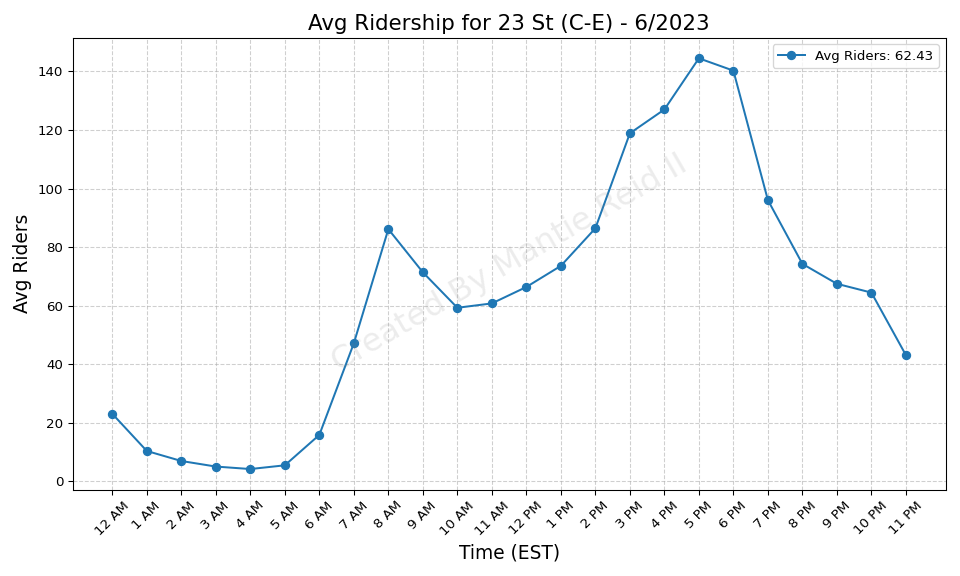 Avg Ridership for 23 St (C-E) - 6/2023
Avg Riders: 62.43
Avg Riders
140
120
100
80
60
40
20
0
Created By Mantie Reid II
12 AM
1 AM
2 AM
3 AM
4 AM
5 AM
6 AM
7 AM
8 AM
9 AM
10 AM
11 AM
12 PM
1 PM
2 PM
3 PM
4 PM
5 PM
6 PM
7 PM
8 PM
9 PM
10 PM
11 PM
Time (EST)